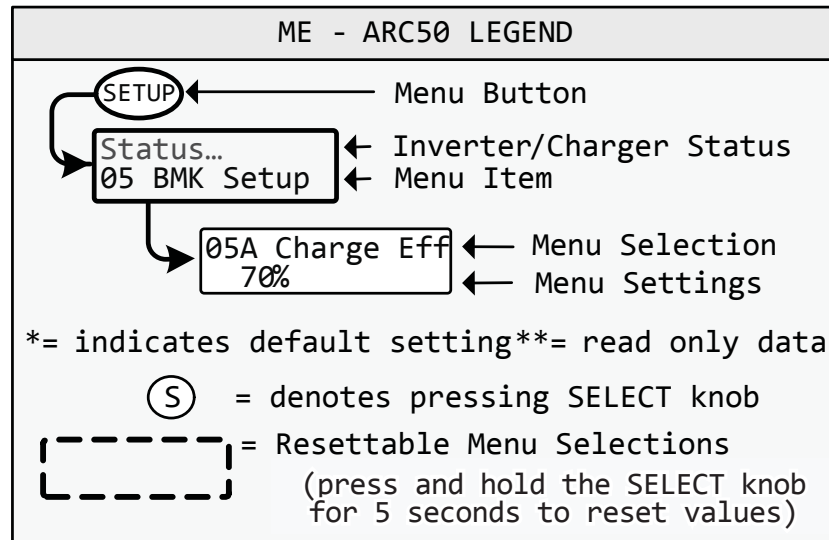 ME - ARC50 LEGEND
SETUP
Menu Button
Status…
Inverter/Charger Status
05 BMK Setup
Menu Item
05A Charge Eff
Menu Selection
70%
Menu Settings
*= indicates default setting**= read only data
S = denotes pressing SELECT knob
= Resettable Menu Selections
(press and hold the SELECT knob
for 5 seconds to reset values)